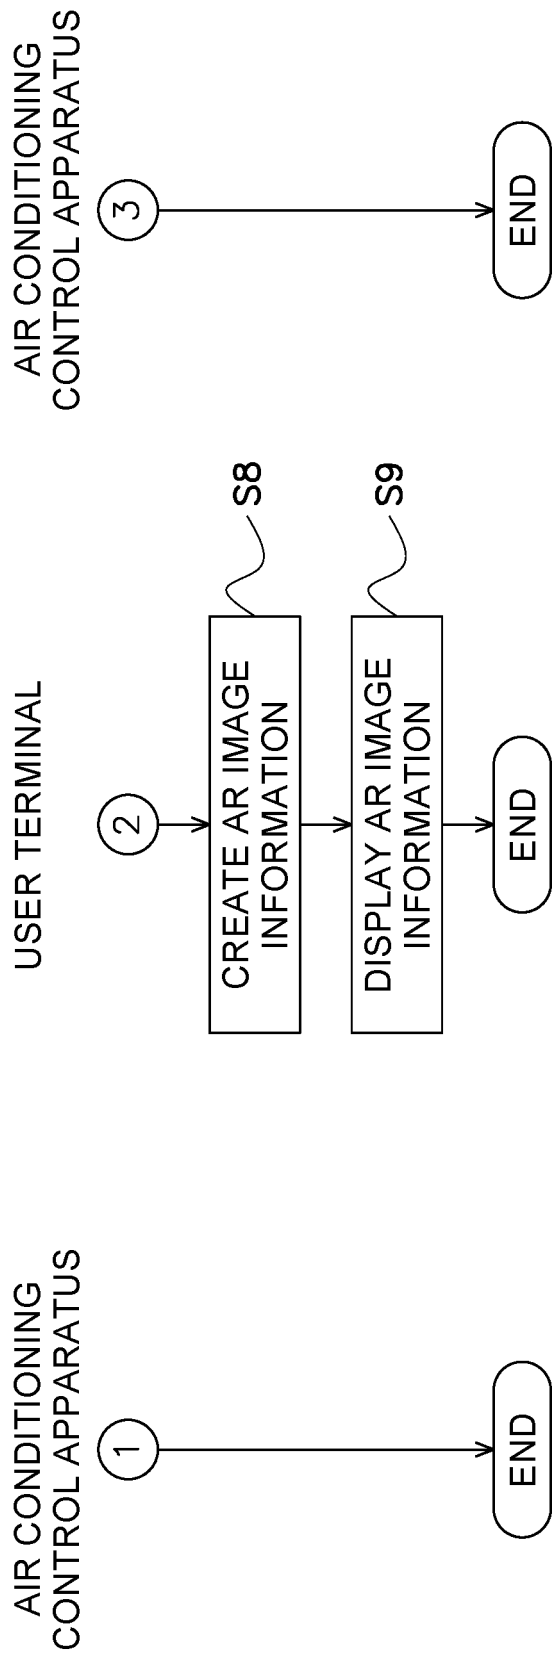 AIR CONDITIONING
CONTROL APPARATUS
1
END
USER TERMINAL
2
CREATE AR IMAGE
INFORMATION
S8
DISPLAY AR IMAGE
INFORMATION
S9
END
AIR CONDITIONING
CONTROL APPARATUS
3
END